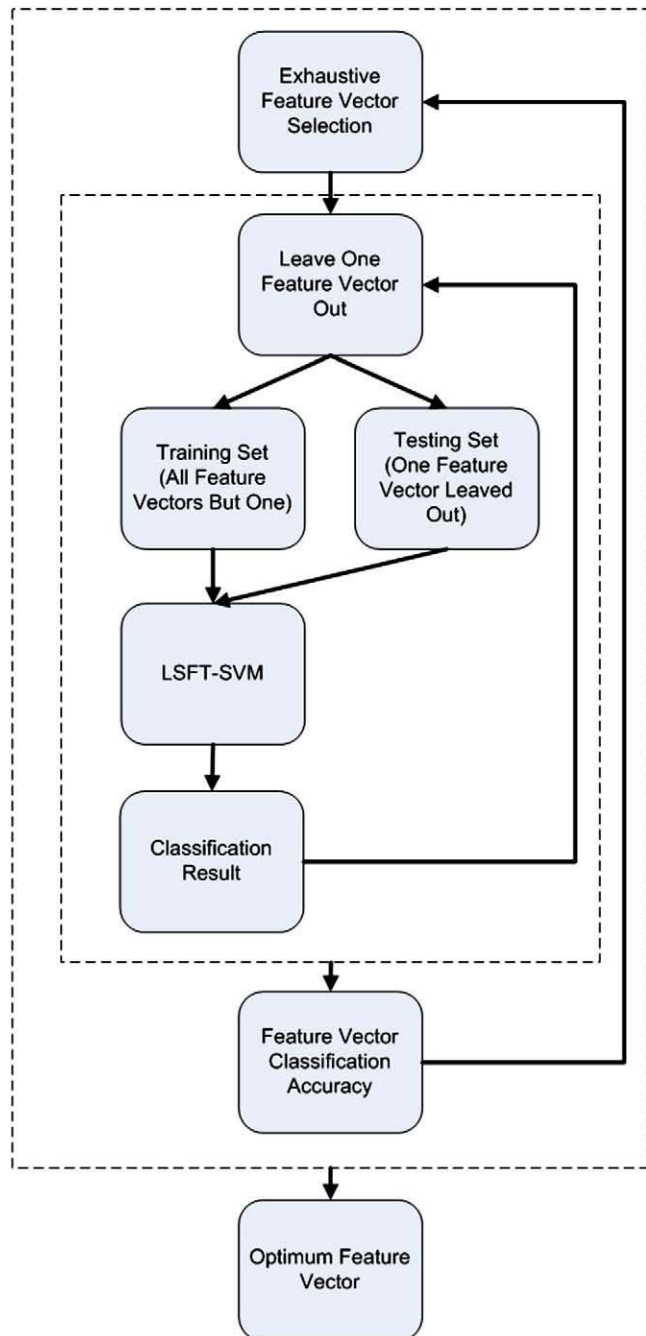 Exhaustive
Feature Vector
Selection
Leave One
Feature Vector
Out
Training Set
(All Feature
Vectors But One)
Testing Set
(One Feature
Vector Leaved
Out)
LSFT-SVM
Classification
Result
Feature Vector
Classification
Accuracy
Optimum Feature
Vector